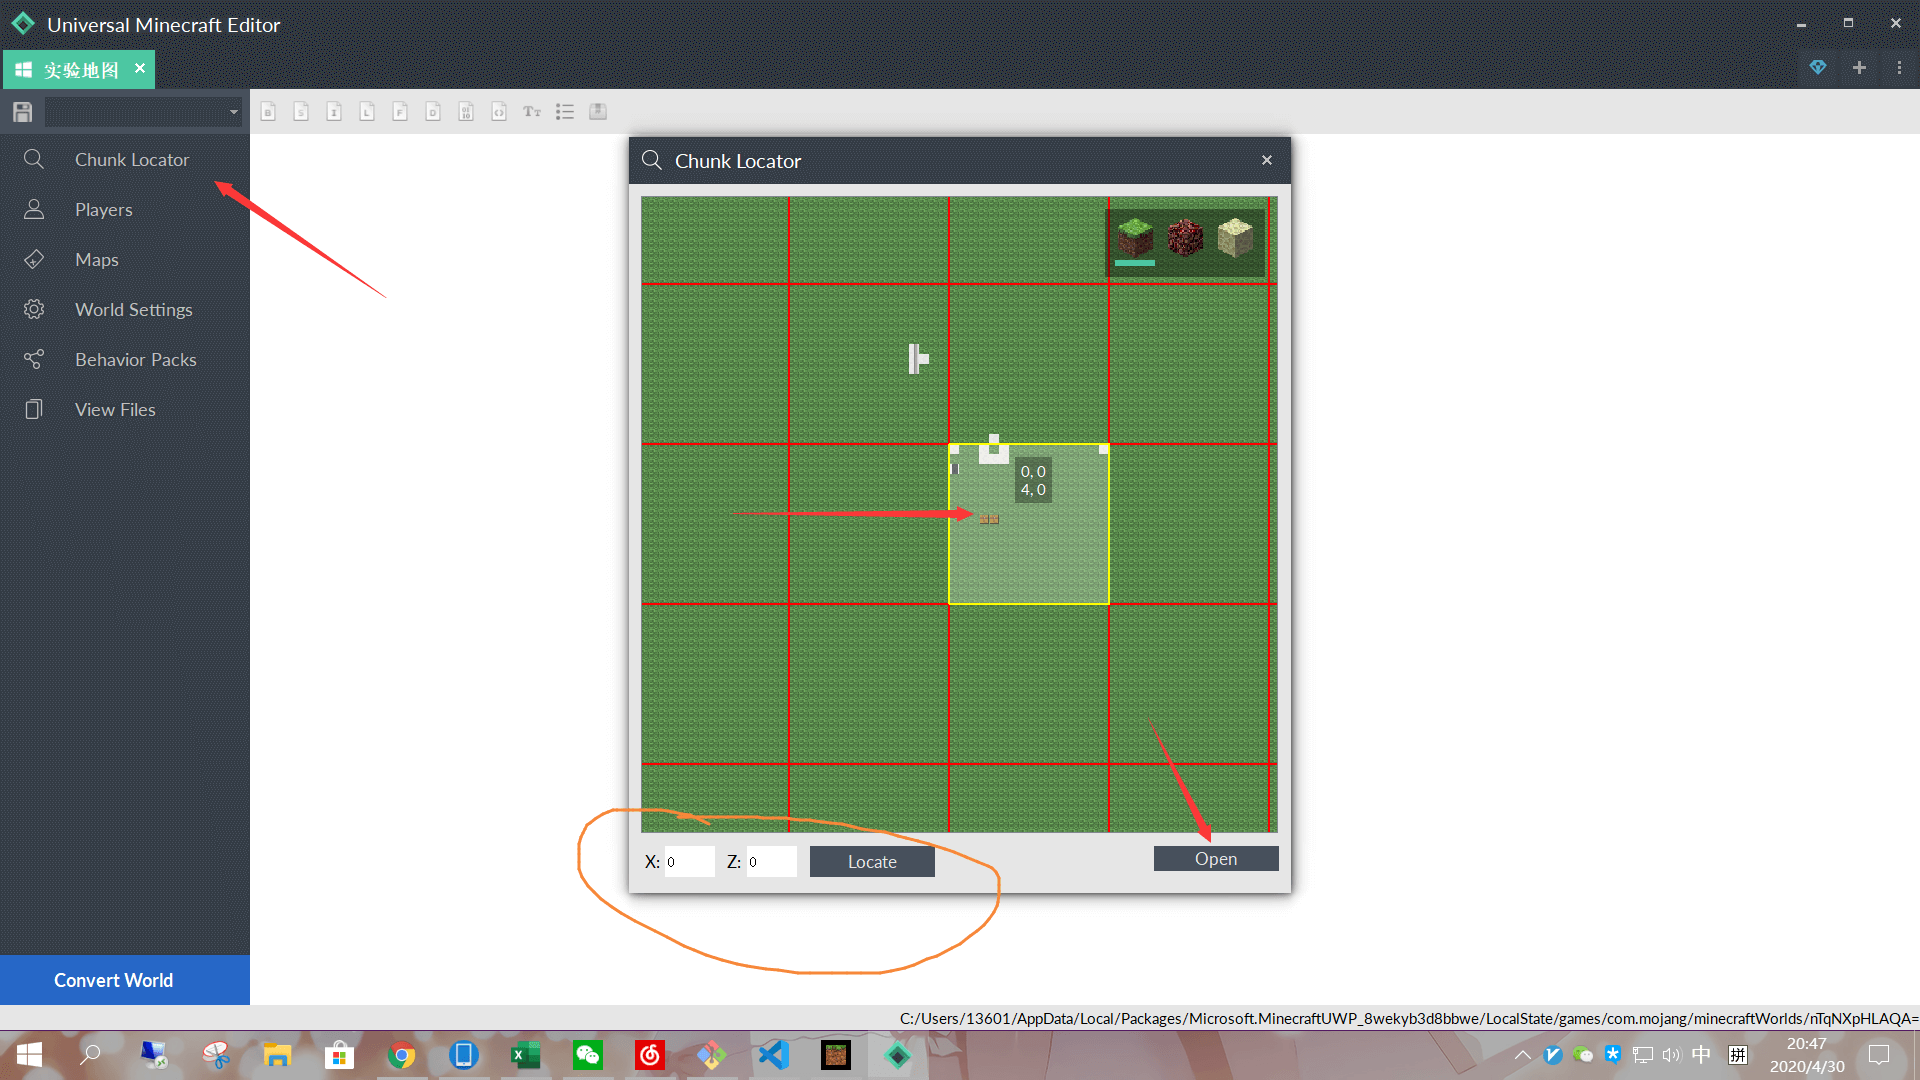 Universal Minecraft Editor
实验地图
Chunk Locator
Players
Maps
World Settings
Behavior Packs
View Files
Convert World
Chunk Locator
0, 0
4, 0
X: 0 Z: 0 Locate
Open
C:/Users/13601/AppData/Local/Packages/Microsoft.MinecraftUWP_8wekyb3d8bbwe/LocalState/games/com.mojang/minecraftWorlds/nTqNXpHLAQA=
中 拼
20:47
2020/4/30